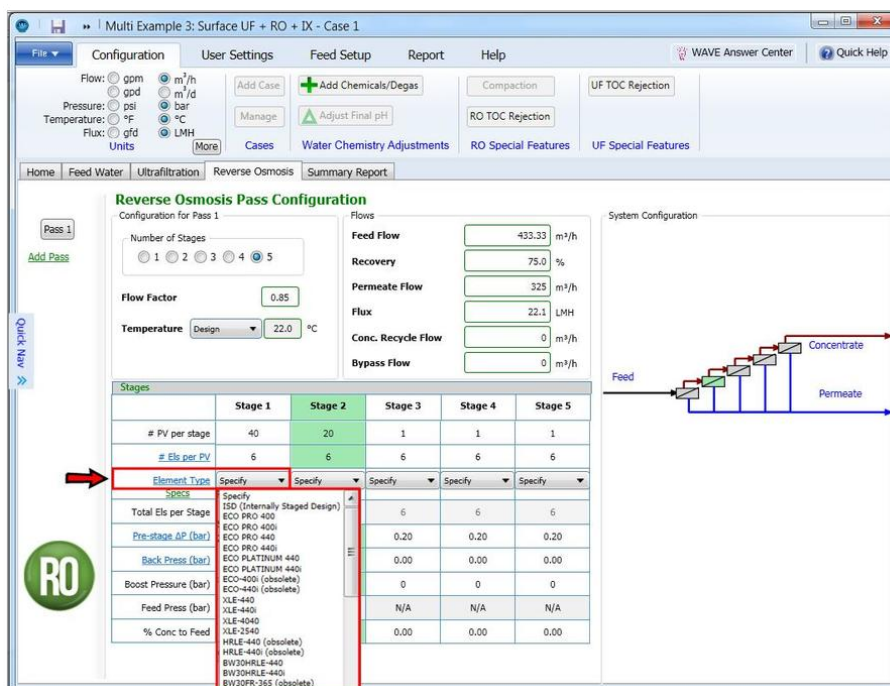 Multi Example 3: Surface UF + RO + IX - Case 1
File Configuration User Settings Feed Setup Report Help WAVE Answer Center Quick Help
Flow: gpm m³/h
gpd m³/d
Pressure: psi bar
Temperature: °F °C
Flux: gfd LMH
Units More
Add Case
Manage
Cases
Add Chemicals/Degas
Adjust Final pH
Water Chemistry Adjustments
Compaction
RO TOC Rejection
RO Special Features
UF TOC Rejection
UF Special Features
Home Feed Water Ultrafiltration Reverse Osmosis Summary Report
Reverse Osmosis Pass Configuration
Pass 1
Add Pass
Quick Nav
Configuration for Pass 1
Number of Stages
1 2 3 4 5
Flow Factor 0.85
Temperature Design 22.0 °C
Flows
Feed Flow 433.33 m³/h
Recovery 75.0 %
Permeate Flow 325 m³/h
Flux 22.1 LMH
Conc. Recycle Flow 0 m³/h
Bypass Flow 0 m³/h
System Configuration
Feed
Concentrate
Permeate
Stages
Stage 1 Stage 2 Stage 3 Stage 4 Stage 5
# PV per stage 40 20 1 1 1
# Els per PV 6 6 6 6 6
Element Type Specify Specify Specify Specify Specify
Specs
Total Els per Stage 6 6 6
Pre-stage ΔP (bar) 0.20 0.20 0.20
Back Press (bar) 0.00 0.00 0.00
Boost Pressure (bar) 0 0 0
Feed Press (bar) N/A N/A N/A
% Conc to Feed 0.00 0.00 0.00
Specify
ISD (Internally Staged Design)
ECO PRO 400
ECO PRO 400i
ECO PRO 440
ECO PRO 440i
ECO PLATINUM 440
ECO PLATINUM 440i
ECO-400i (obsolete)
ECO-440i (obsolete)
XLE-440
XLE-440i
XLE-4040
XLE-2540
HRLE-440 (obsolete)
HRLE-440i (obsolete)
BW30HRLE-440
BW30HRLE-440i
BW30FR-365 (obsolete)
RO